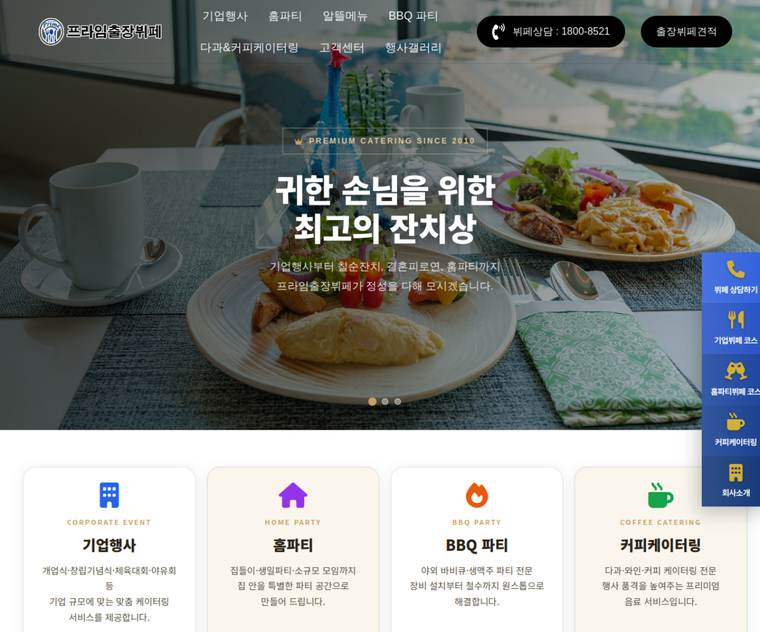 프라임출장뷔페
기업행사 홈파티 알뜰메뉴 BBQ 파티
다과&커피케이터링 고객센터 행사갤러리
뷔페상담 : 1800-8521
출장뷔페견적
PREMIUM CATERING SINCE 2010
귀한 손님을 위한
최고의 잔치상
기업행사부터 칠순잔치, 결혼피로연, 홈파티까지
프라임출장뷔페가 정성을 다해 모시겠습니다.
뷔페 상담하기
기업뷔페 코스
홈파티뷔페 코스
커피케이터링
회사소개
CORPORATE EVENT
기업행사
개업식·창립기념식·체육대회·야유회
등
기업 규모에 맞는 맞춤 케이터링
서비스를 제공합니다.
HOME PARTY
홈파티
집들이·생일파티·소규모 모임까지
집 안을 특별한 파티 공간으로
만들어 드립니다.
BBQ PARTY
BBQ 파티
야외 바비큐·생맥주 파티 전문
장비 설치부터 철수까지 원스톱으로
해결합니다.
COFFEE CATERING
커피케이터링
다과·와인·커피 케이터링 전문
행사 품격을 높여주는 프리미엄
음료 서비스입니다.